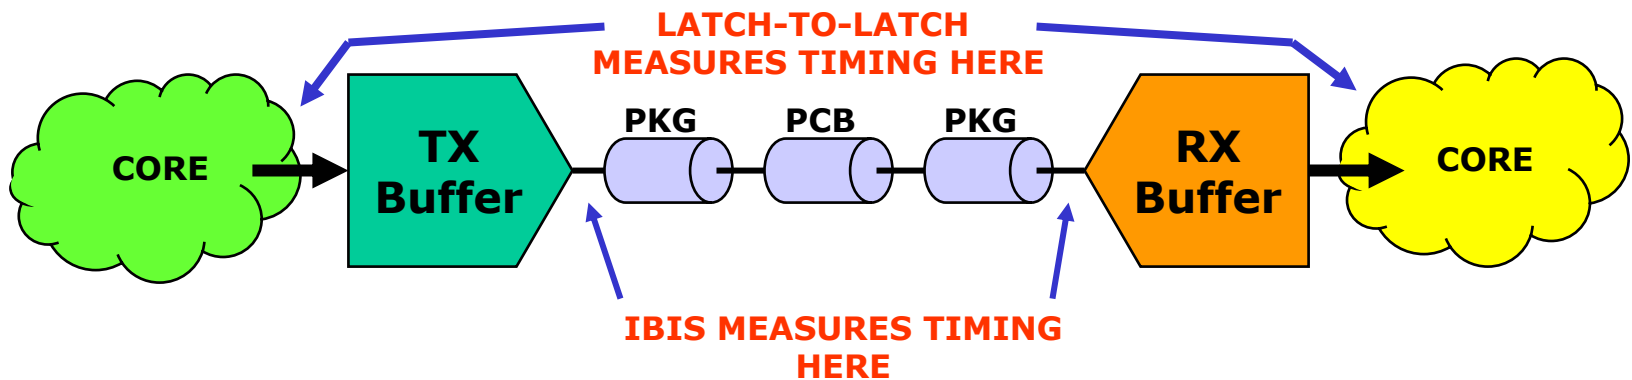 LATCH-TO-LATCH
MEASURES TIMING HERE
CORE
TX
Buffer
PKG
PCB
PKG
RX
Buffer
CORE
IBIS MEASURES TIMING
HERE